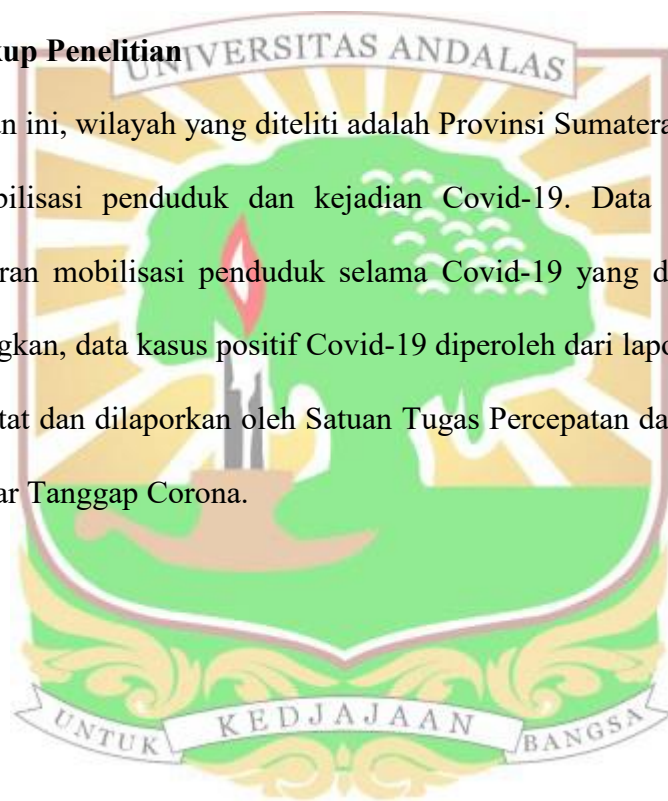 kup Penelitian
UNIVERSITAS ANDALAS
n ini, wilayah yang diteliti adalah Provinsi Sumatera
bilisasi penduduk dan kejadian Covid-19. Data
ran mobilisasi penduduk selama Covid-19 yang d
gkan, data kasus positif Covid-19 diperoleh dari lapo
tat dan dilaporkan oleh Satuan Tugas Percepatan da
ar Tanggap Corona.
UNTUK KEDJAJAAN BANGSA